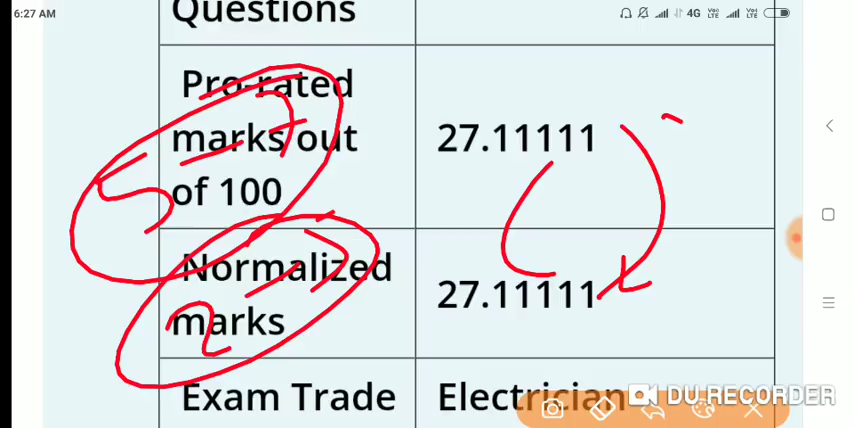 6:27 AM
4G
Questions
Pro-rated
marks out
of 100
27.11111
Normalized
marks
27.11111
Exam Trade
Electrician
DU RECORDER